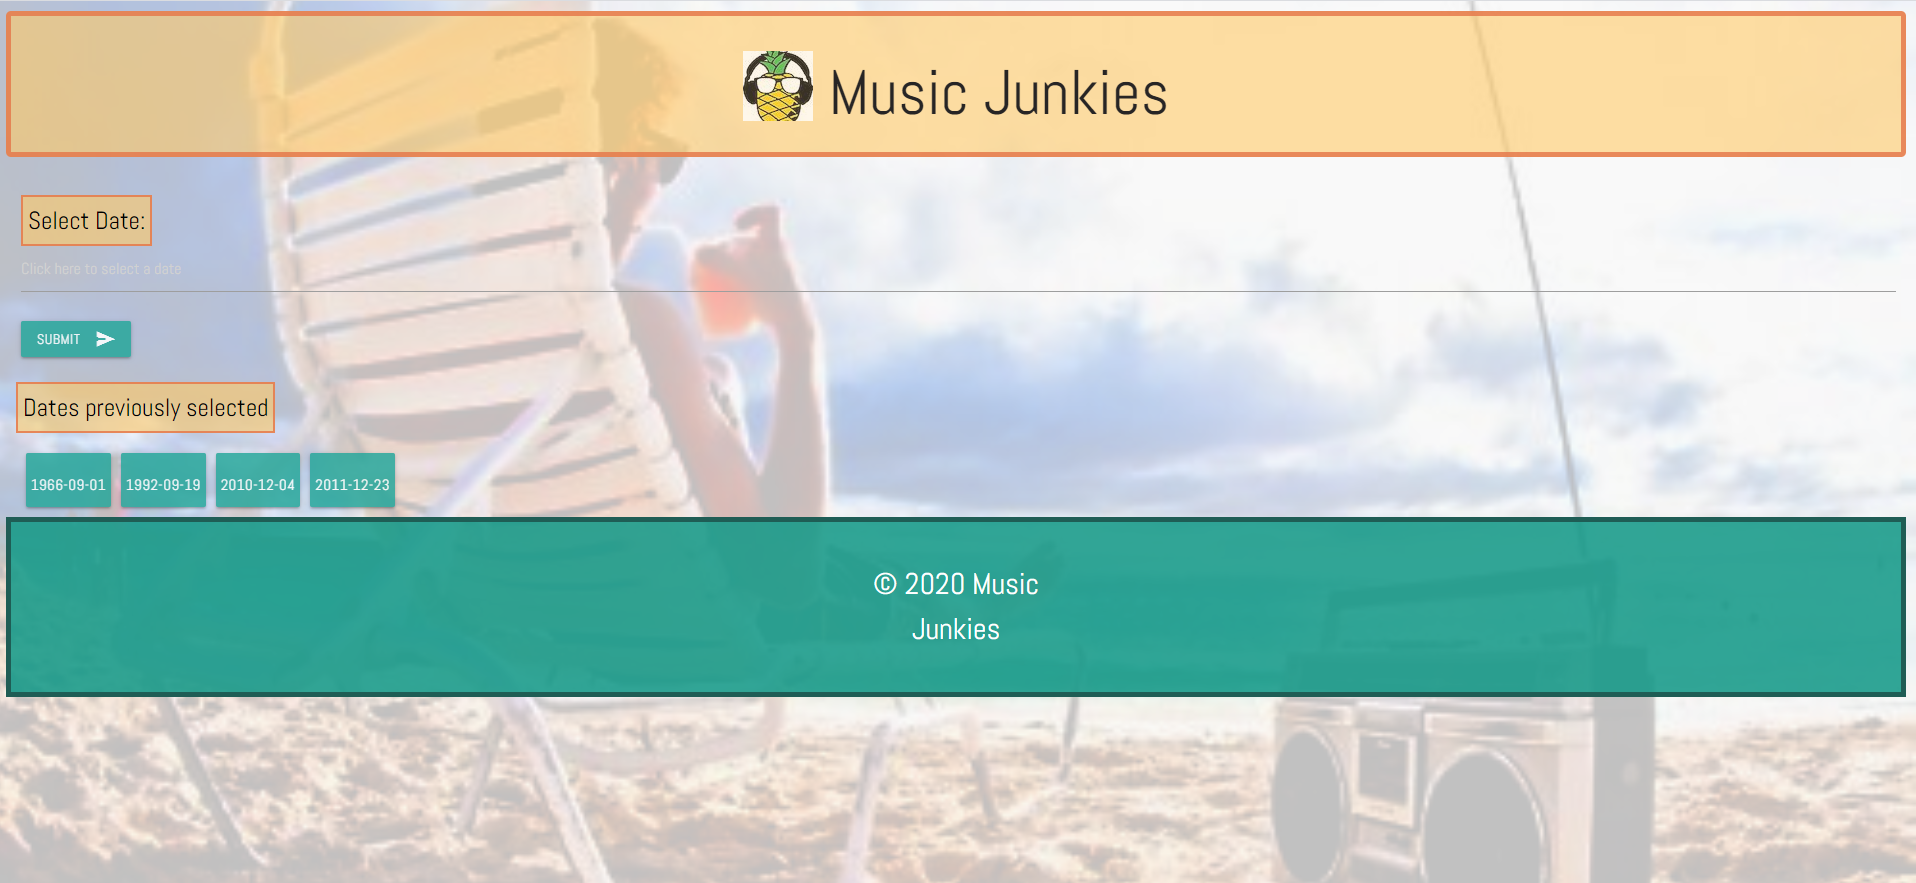 Music Junkies
Select Date:
Click here to select a date
SUBMIT
Dates previously selected
1966-09-01 1992-09-19 2010-12-04 2011-12-23
© 2020 Music
Junkies